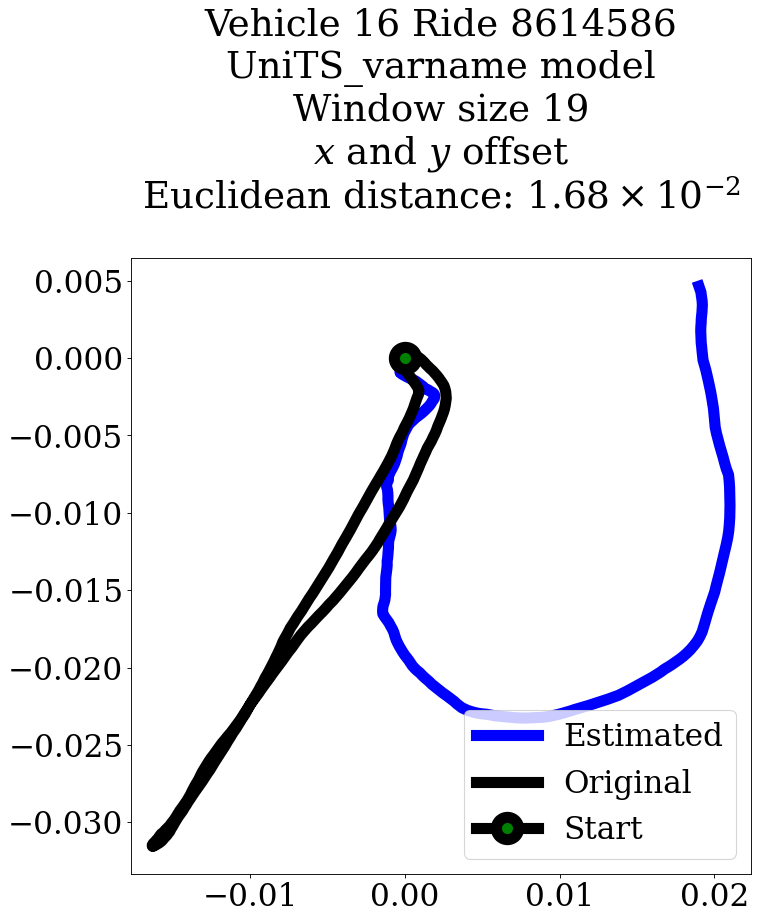 Vehicle 16 Ride 8614586
UniTS_varname model
Window size 19
x and y offset
Euclidean distance: 1.68 × 10⁻²
0.005
0.000
−0.005
−0.010
−0.015
−0.020
−0.025
−0.030
Estimated
Original
Start
−0.01 0.00 0.01 0.02